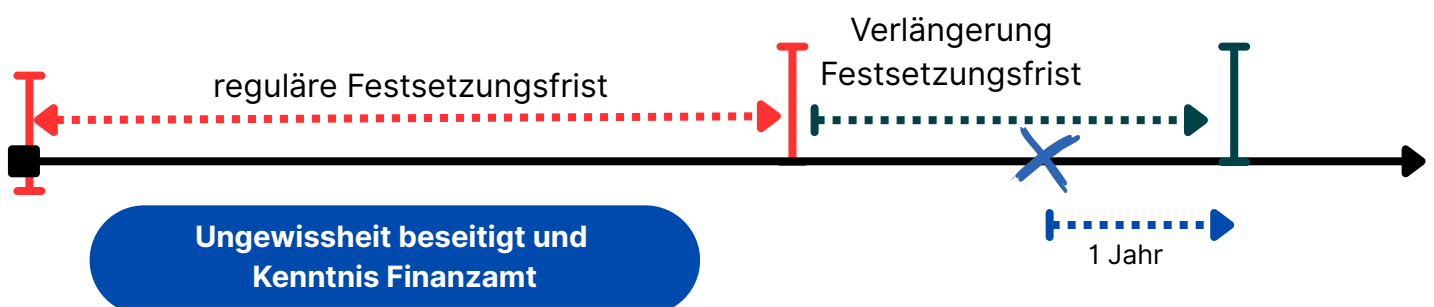 Verlängerung
Festsetzungsfrist
reguläre Festsetzungsfrist
Ungewissheit beseitigt und
Kenntnis Finanzamt
1 Jahr